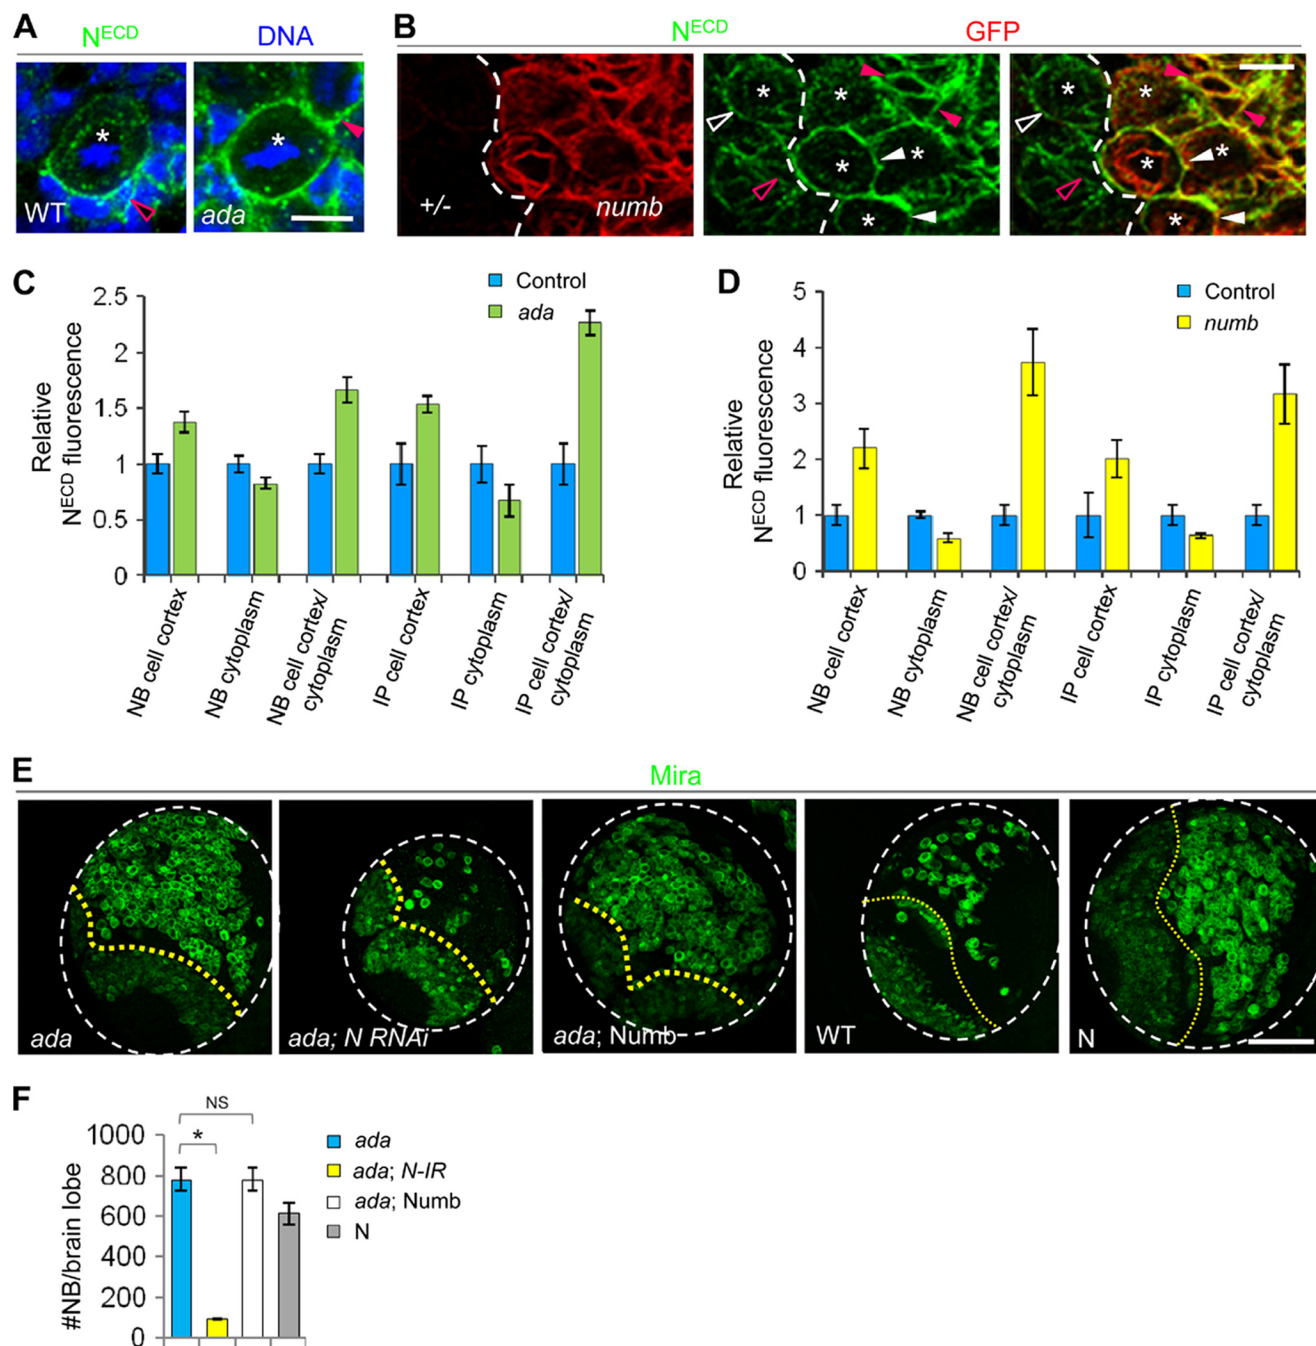 A
N^ECD
DNA
*
WT
*
ada
B
N^ECD
GFP
+/-
numb
* *
*
*
*
* *
*
*
*
C
Control
ada
Relative
N^ECD fluorescence
2.5
2
1.5
1
0.5
0
NB cell cortex
NB cytoplasm
NB cell cortex/
cytoplasm
IP cell cortex
IP cytoplasm
IP cell cortex/
cytoplasm
D
Control
numb
Relative
N^ECD fluorescence
5
4
3
2
1
0
NB cell cortex
NB cytoplasm
NB cell cortex/
cytoplasm
IP cell cortex
IP cytoplasm
IP cell cortex/
cytoplasm
E
Mira
ada
ada; N RNAi
ada; Numb
WT
N
F
NS
*
#NB/brain lobe
1000
800
600
400
200
0
ada
ada; N-IR
ada; Numb
N